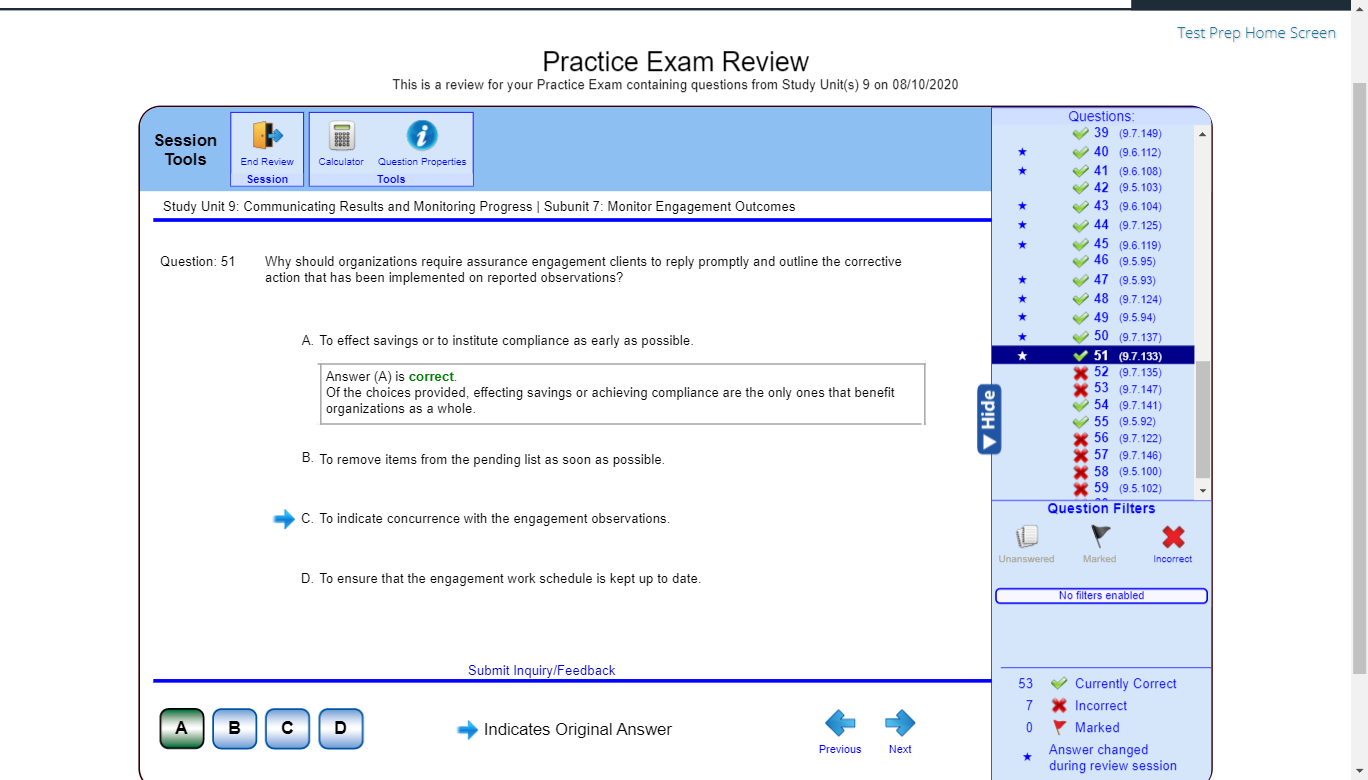 Test Prep Home Screen
Practice Exam Review
This is a review for your Practice Exam containing questions from Study Unit(s) 9 on 08/10/2020
Session Tools
End Review
Session
Calculator
Question Properties
Tools
Study Unit 9: Communicating Results and Monitoring Progress | Subunit 7: Monitor Engagement Outcomes
Question: 51
Why should organizations require assurance engagement clients to reply promptly and outline the corrective
action that has been implemented on reported observations?
A. To effect savings or to institute compliance as early as possible.
Answer (A) is correct.
Of the choices provided, effecting savings or achieving compliance are the only ones that benefit
organizations as a whole.
B. To remove items from the pending list as soon as possible.
C. To indicate concurrence with the engagement observations.
D. To ensure that the engagement work schedule is kept up to date.
Submit Inquiry/Feedback
A
B
C
D
Indicates Original Answer
Previous
Next
Hide
Questions:
39 (9.7.149)
40 (9.6.112)
41 (9.6.108)
42 (9.5.103)
43 (9.6.104)
44 (9.7.125)
45 (9.6.119)
46 (9.5.95)
47 (9.5.93)
48 (9.7.124)
49 (9.5.94)
50 (9.7.137)
51 (9.7.133)
52 (9.7.135)
53 (9.7.147)
54 (9.7.141)
55 (9.5.92)
56 (9.7.122)
57 (9.7.146)
58 (9.5.100)
59 (9.5.102)
Question Filters
Unanswered
Marked
Incorrect
No filters enabled
53 Currently Correct
7 Incorrect
0 Marked
Answer changed
during review session